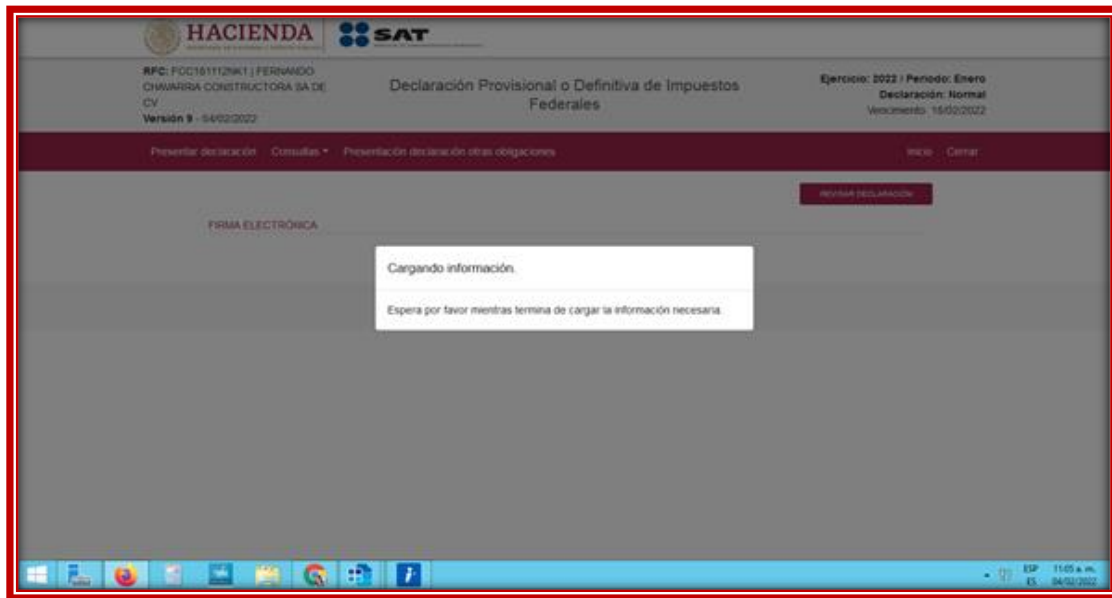 HACIENDA
SAT
RFC: | FERNANDO
CHAVARRIA CONSTRUCTORA SA DE
CV
Versión 9 - 04/02/2022
Declaración Provisional o Definitiva de Impuestos
Federales
Ejercicio: 2022 / Periodo: Enero
Declaración: Normal
Vencimiento: 18/02/2022
Presentar declaración Consultas Presentación declaración otras obligaciones
Inicio Cerrar
REVISAR DECLARACIÓN
FIRMA ELECTRÓNICA
Cargando información.
Espera por favor mientras termina de cargar la información necesaria.
ESP 11:05 a. m.
ES 04/02/2022